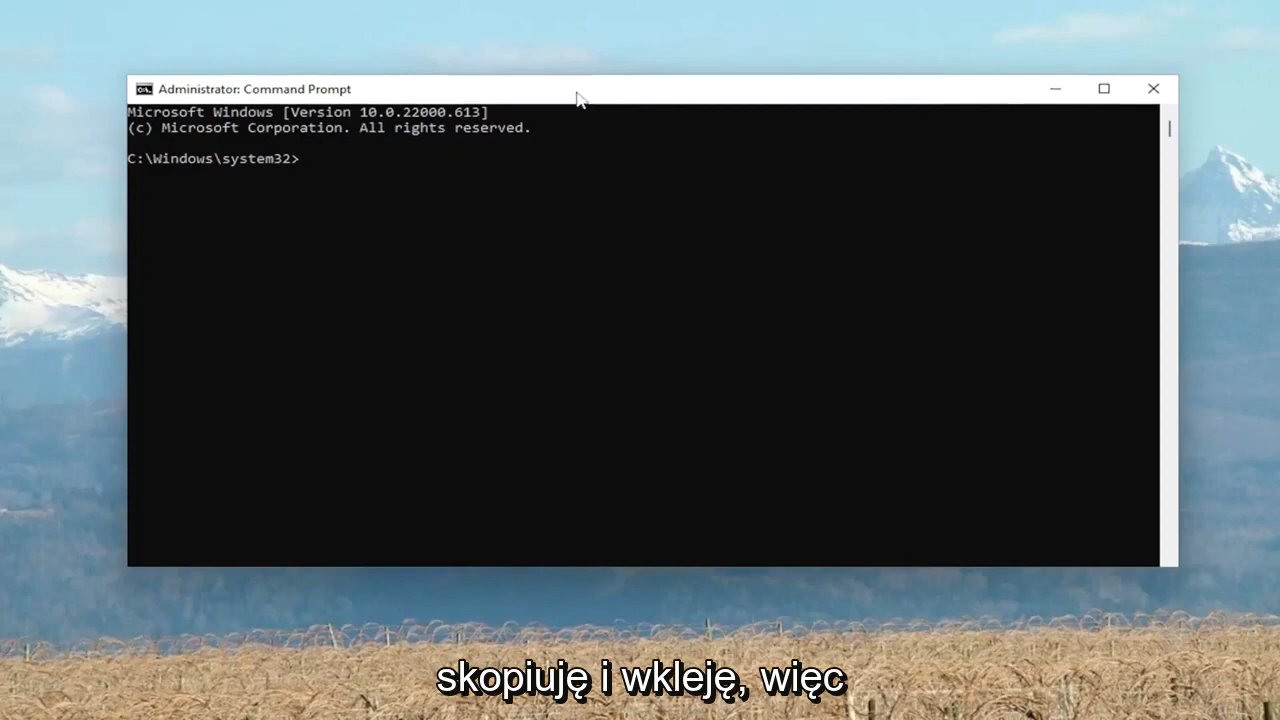 Administrator: Command Prompt
Microsoft Windows [Version 10.0.22000.613]
(c) Microsoft Corporation. All rights reserved.
C:\Windows\system32>
skopiuję i wkleję, więc